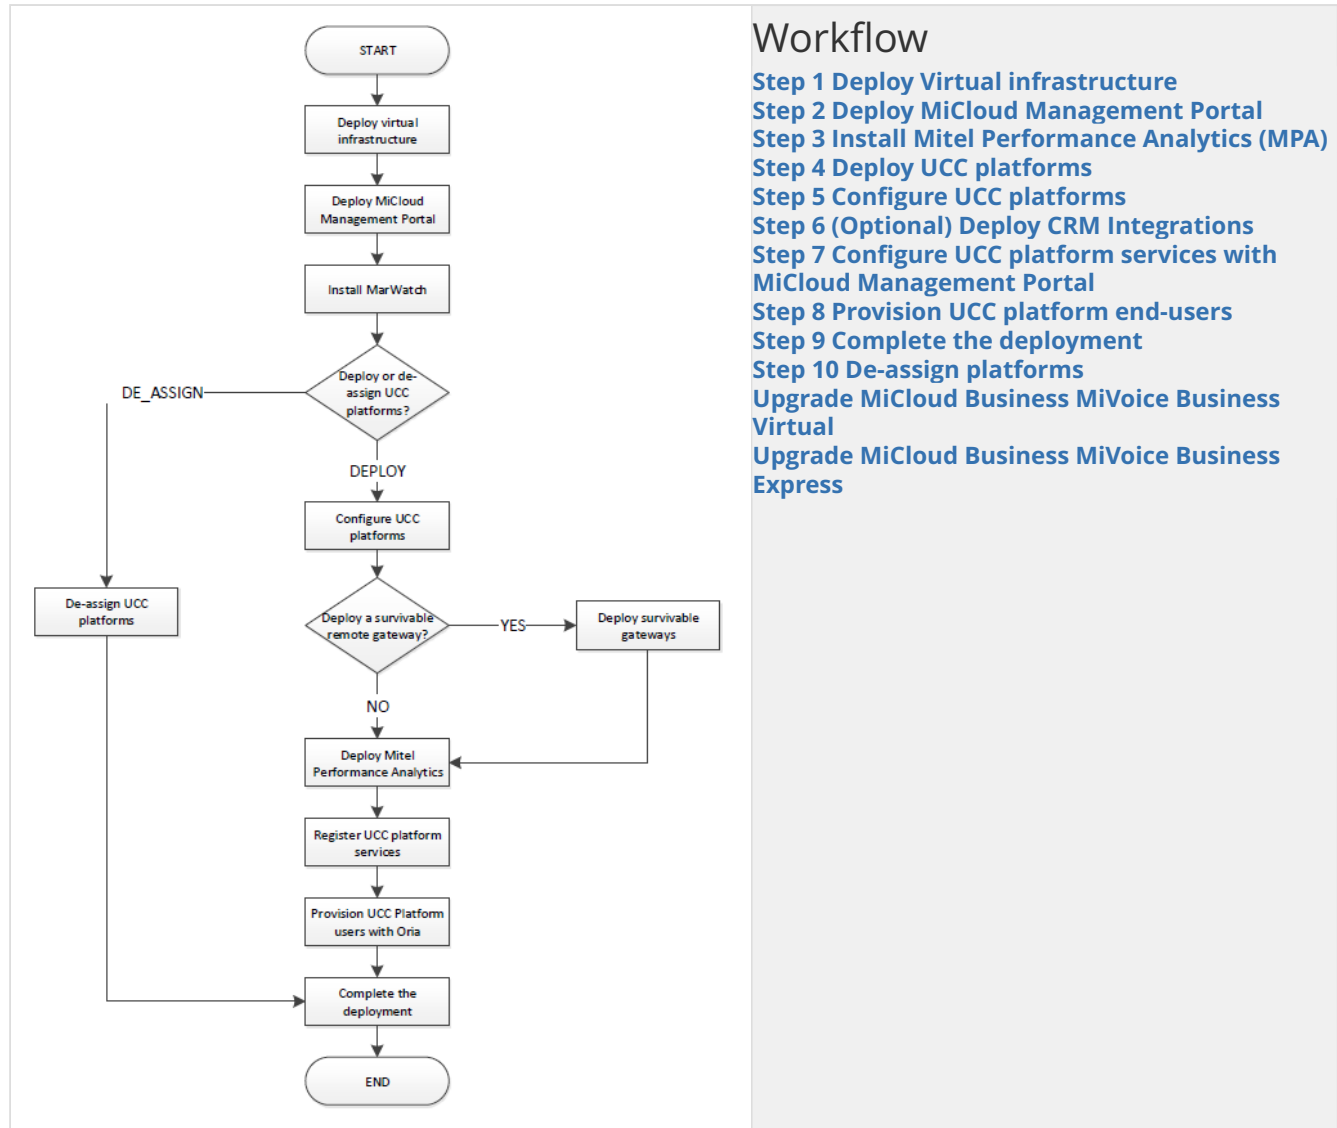 START
Deploy virtual
infrastructure
Deploy MiCloud
Management Portal
Install MarWatch
Deploy or de-
assign UCC
platforms?
DE_ASSIGN
DEPLOY
Configure UCC
platforms
De-assign UCC
platforms
Deploy a survivable
remote gateway?
YES
Deploy survivable
gateways
NO
Deploy Mitel
Performance Analytics
Register UCC platform
services
Provision UCC Platform
users with Oria
Complete the
deployment
END
Workflow
Step 1 Deploy Virtual infrastructure
Step 2 Deploy MiCloud Management Portal
Step 3 Install Mitel Performance Analytics (MPA)
Step 4 Deploy UCC platforms
Step 5 Configure UCC platforms
Step 6 (Optional) Deploy CRM Integrations
Step 7 Configure UCC platform services with
MiCloud Management Portal
Step 8 Provision UCC platform end-users
Step 9 Complete the deployment
Step 10 De-assign platforms
Upgrade MiCloud Business MiVoice Business
Virtual
Upgrade MiCloud Business MiVoice Business
Express